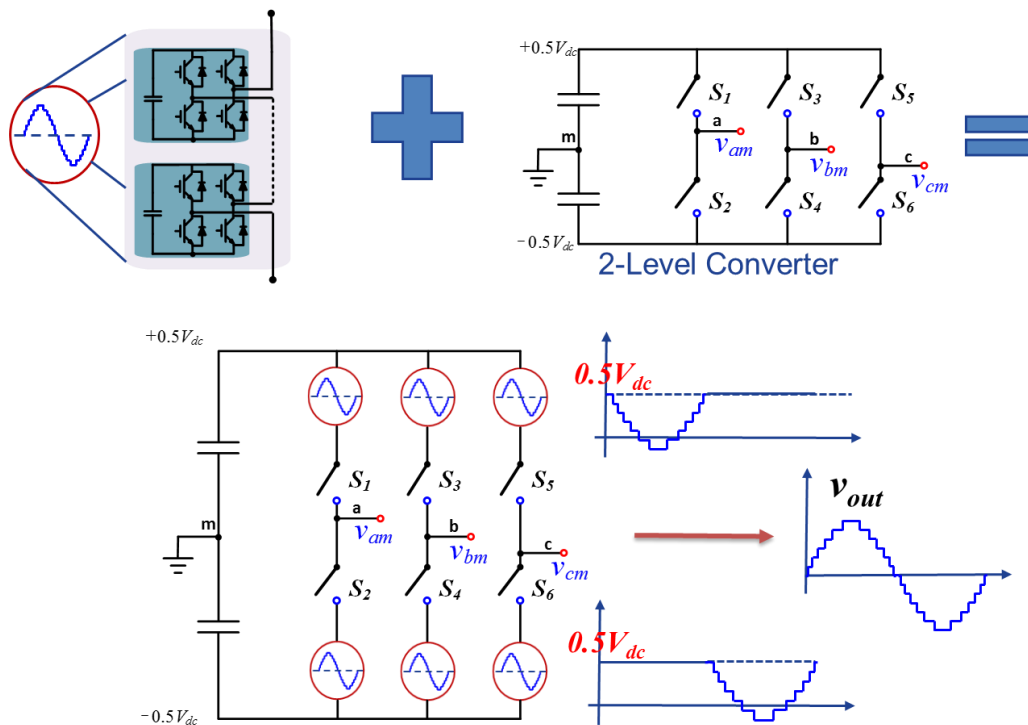 +0.5Vdc
S1
S3
S5
m
a
vam
b
vbm
c
vcm
S2
S4
S6
−0.5Vdc
2-Level Converter
+0.5Vdc
0.5Vdc
S1
S3
S5
vout
m
a
vam
b
vbm
c
vcm
S2
S4
S6
0.5Vdc
−0.5Vdc